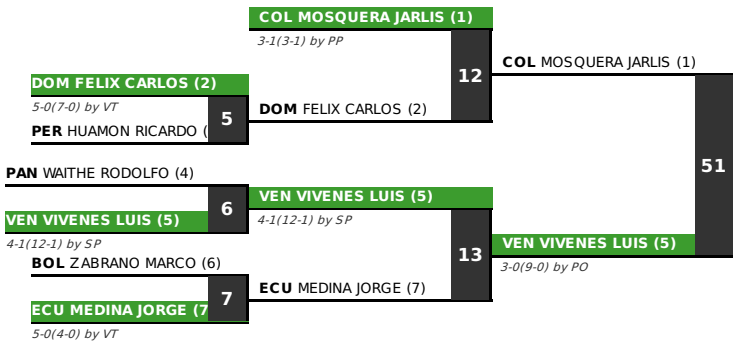 COL MOSQUERA JARLIS (1)
3-1(3-1) by PP
12
COL MOSQUERA JARLIS (1)
DOM FELIX CARLOS (2)
5-0(7-0) by VT
5
DOM FELIX CARLOS (2)
PER HUAMON RICARDO (
51
PAN WAITHE RODOLFO (4)
6
VEN VIVENES LUIS (5)
4-1(12-1) by SP
VEN VIVENES LUIS (5)
4-1(12-1) by SP
13
VEN VIVENES LUIS (5)
3-0(9-0) by PO
BOL ZABRANO MARCO (6)
7
ECU MEDINA JORGE (7)
ECU MEDINA JORGE (7
5-0(4-0) by VT